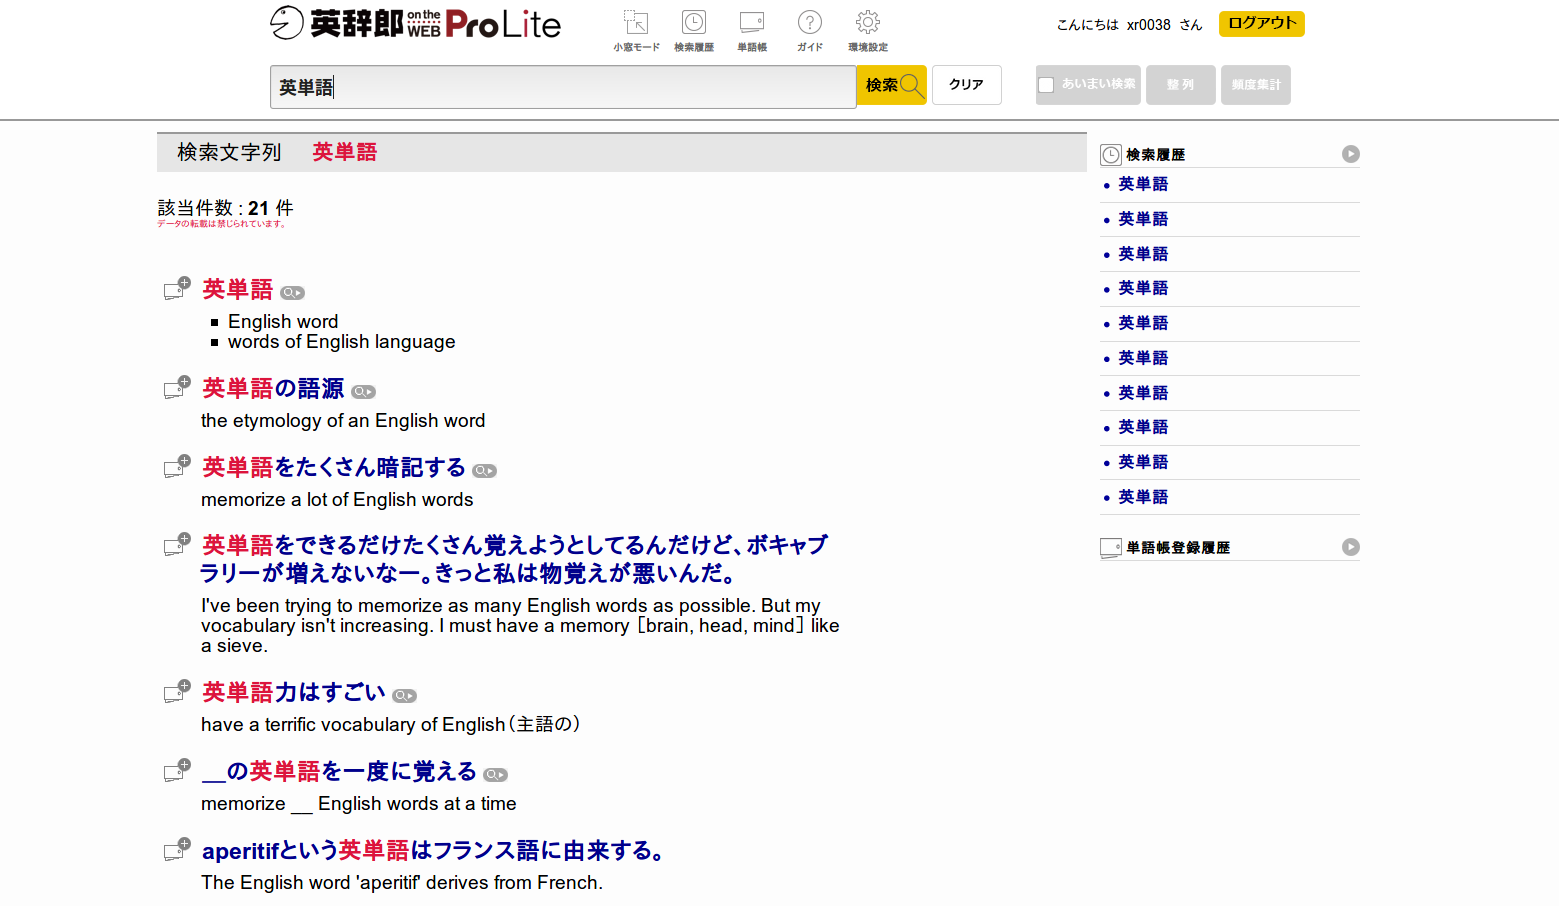 英辞郎 on the WEB Pro Lite
小窓モード 検索履歴 単語帳 ガイド 環境設定
こんにちは xr0038 さん ログアウト
英単語 検索 クリア あいまい検索 整列 頻度集計
検索文字列 英単語
該当件数 : 21 件
データの転載は禁じられています。
英単語
English word
words of English language
英単語の語源
the etymology of an English word
英単語をたくさん暗記する
memorize a lot of English words
英単語をできるだけたくさん覚えようとしてるんだけど、ボキャブ
ラリーが増えないなー。きっと私は物覚えが悪いんだ。
I've been trying to memorize as many English words as possible. But my
vocabulary isn't increasing. I must have a memory［brain, head, mind］like
a sieve.
英単語力はすごい
have a terrific vocabulary of English（主語の）
__の英単語を一度に覚える
memorize __ English words at a time
aperitifという英単語はフランス語に由来する。
The English word 'aperitif' derives from French.
検索履歴
英単語
英単語
英単語
英単語
英単語
英単語
英単語
英単語
英単語
英単語
単語帳登録履歴